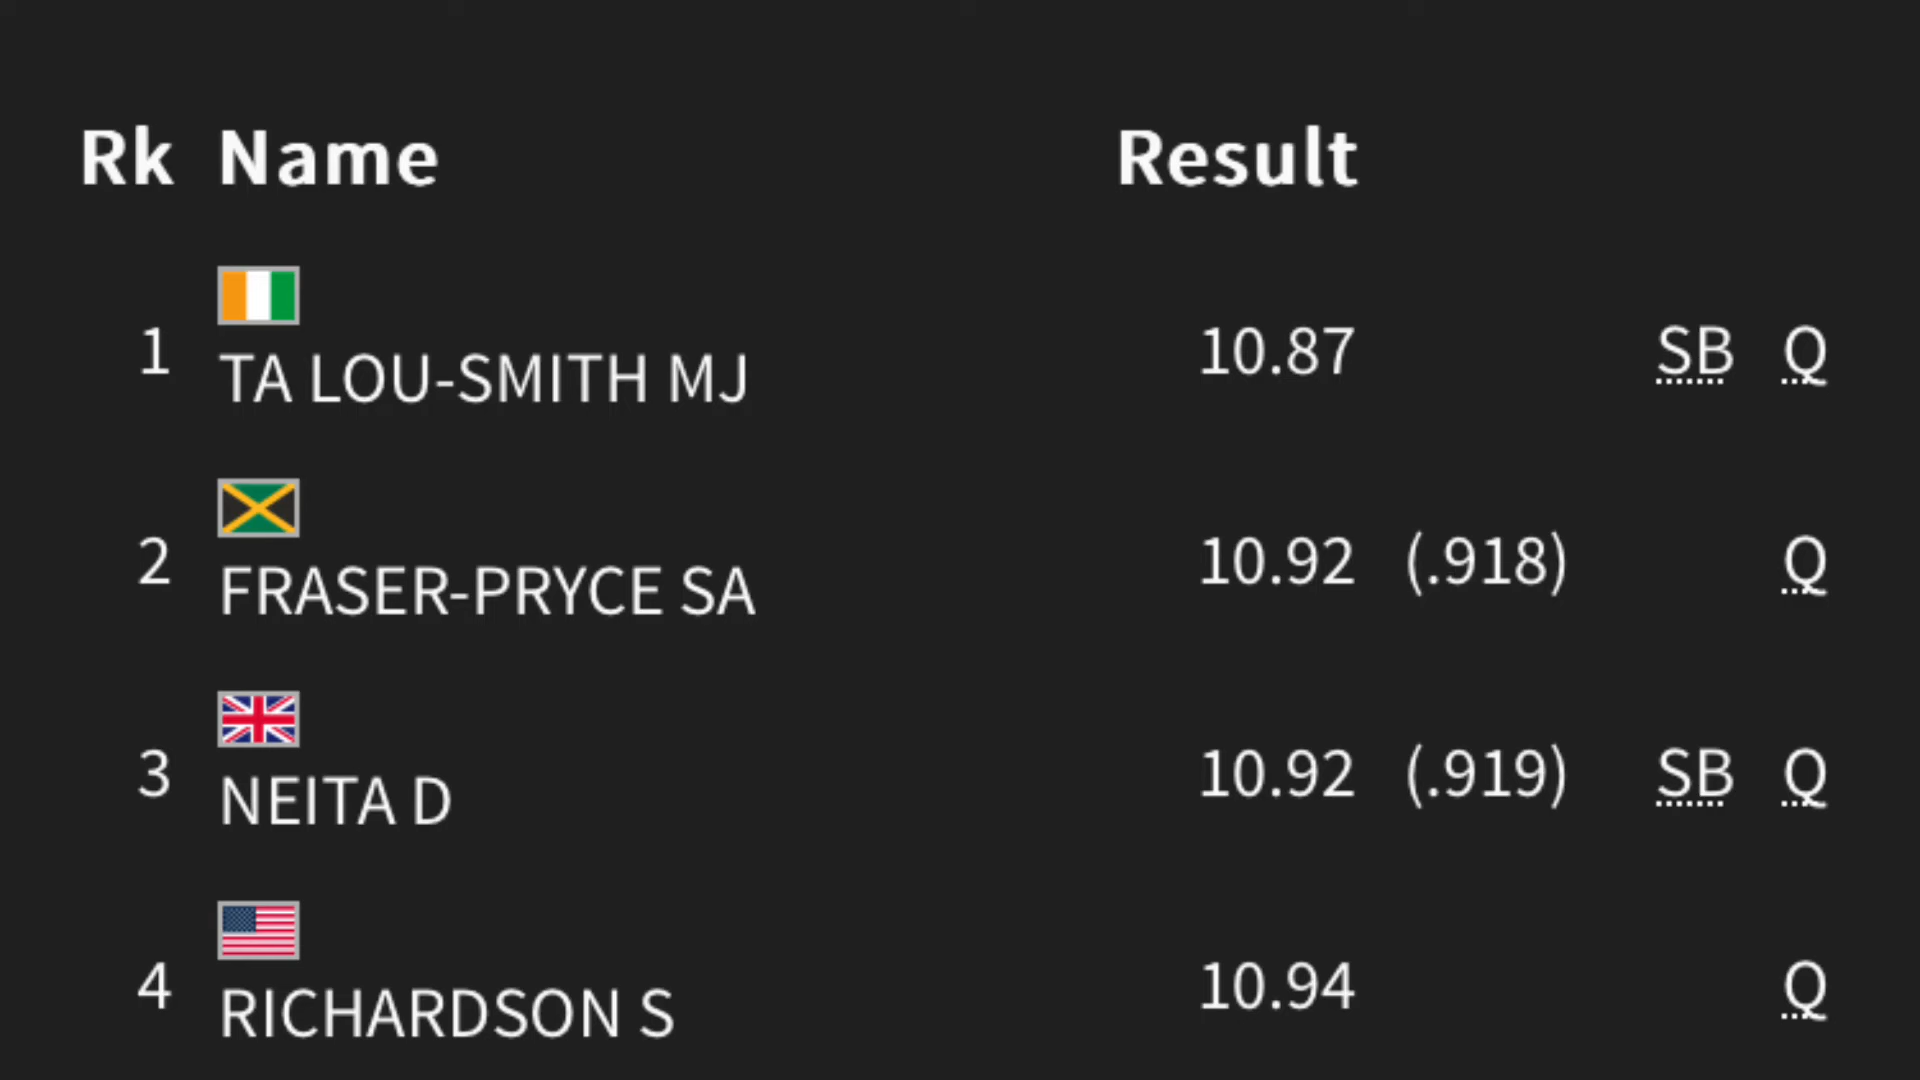 Rk Name Result
1 TA LOU-SMITH MJ 10.87 SB Q
2 FRASER-PRYCE SA 10.92 (.918) Q
3 NEITA D 10.92 (.919) SB Q
4 RICHARDSON S 10.94 Q